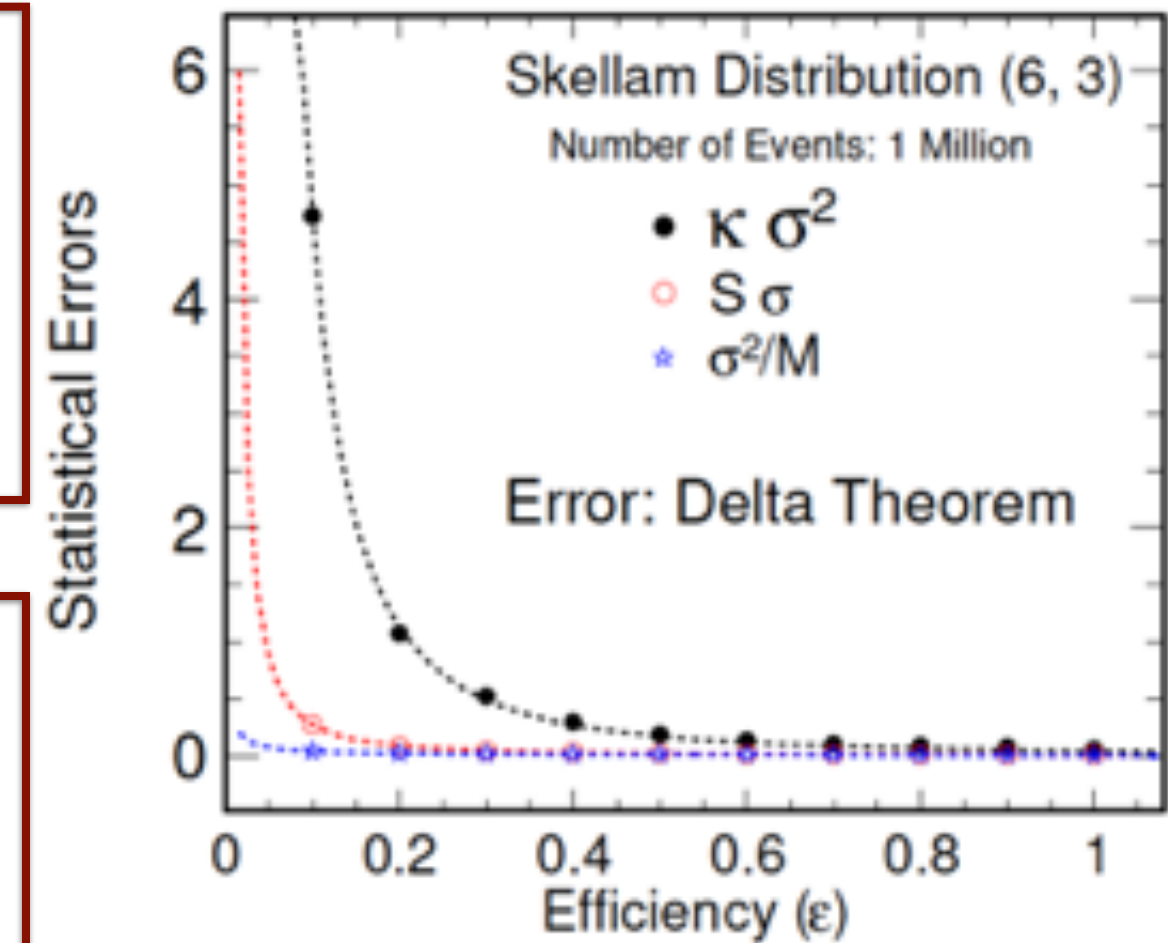 Skellam Distribution (6, 3)
Number of Events: 1 Million
κ σ²
S σ
σ²/M
Error: Delta Theorem
Statistical Errors
6
4
2
0
0 0.2 0.4 0.6 0.8 1
Efficiency (ε)